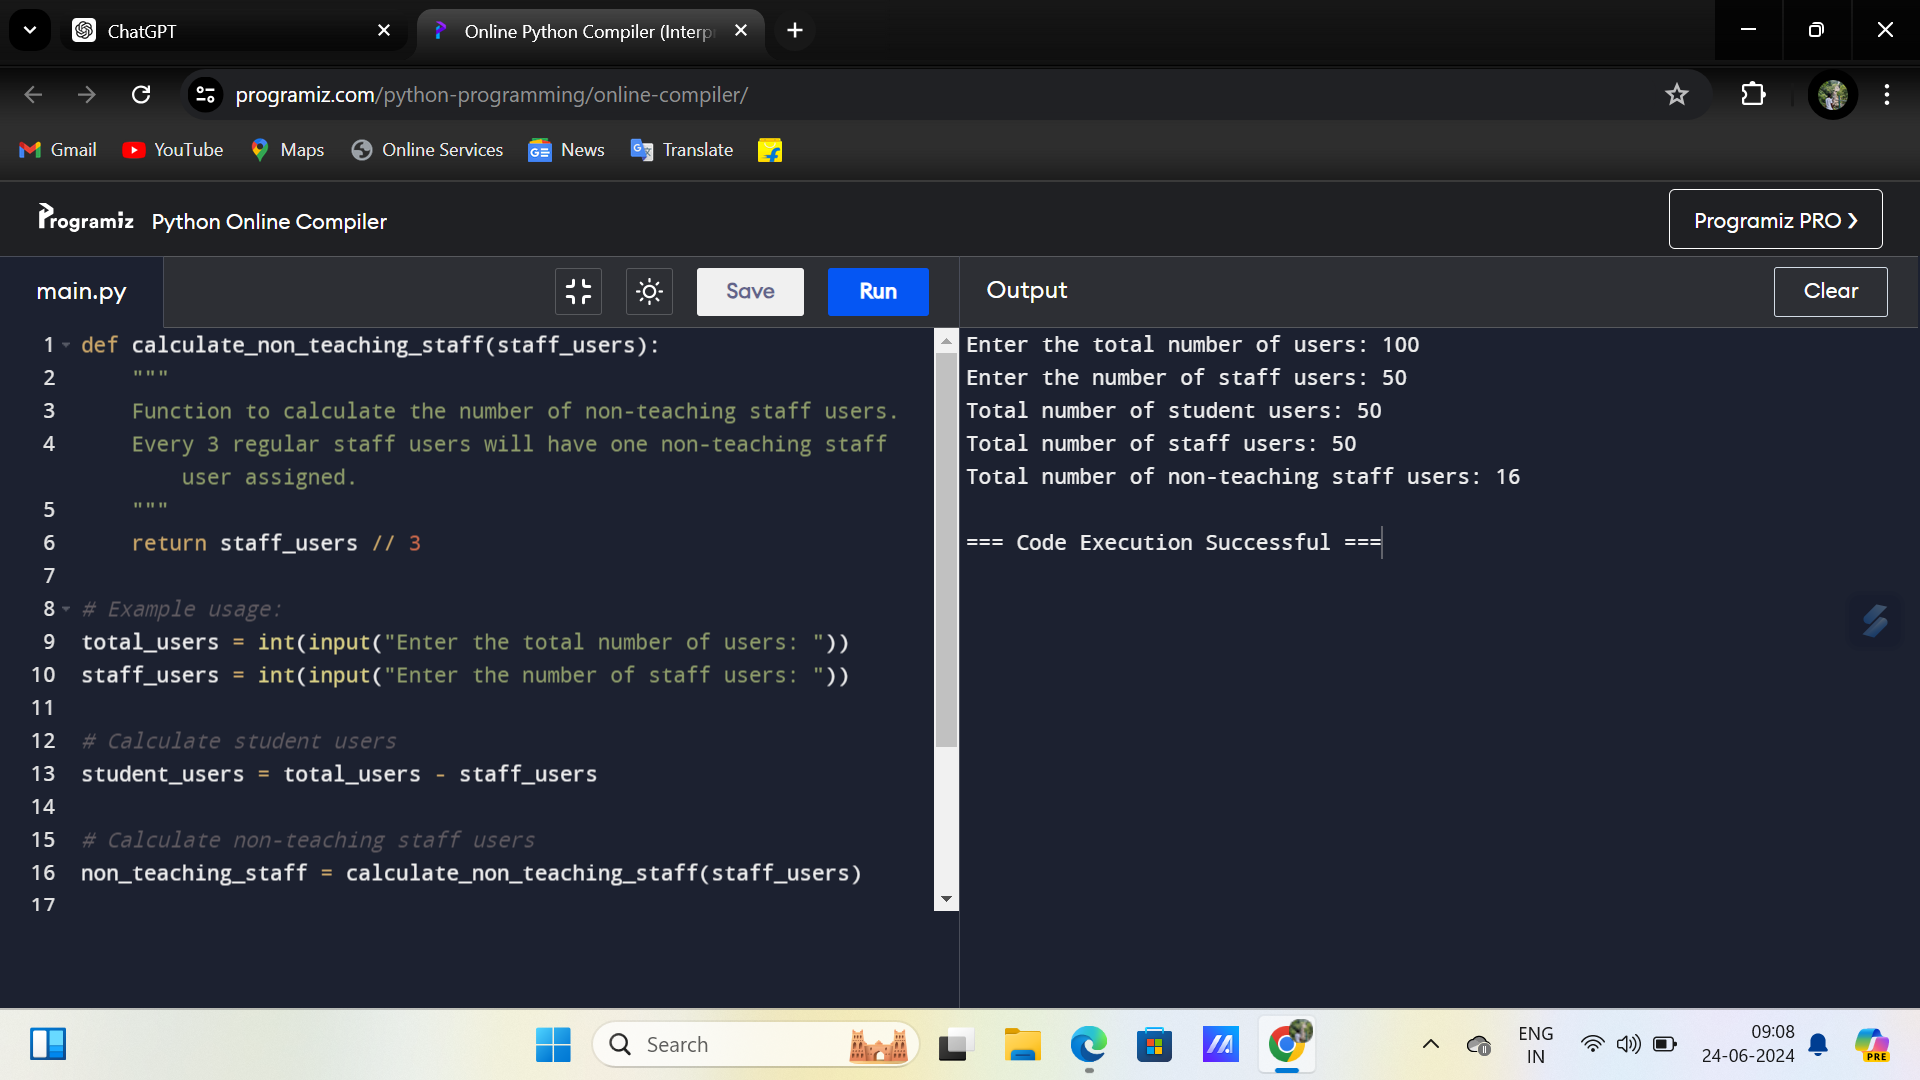 ChatGPT
Online Python Compiler (Interp
programiz.com/python-programming/online-compiler/
Gmail
YouTube
Maps
Online Services
News
Translate
Programiz
Python Online Compiler
Programiz PRO
main.py
Save
Run
Output
Clear
1 def calculate_non_teaching_staff(staff_users):
2 """
3 Function to calculate the number of non-teaching staff users.
4 Every 3 regular staff users will have one non-teaching staff
user assigned.
5 """
6 return staff_users // 3
7
8 # Example usage:
9 total_users = int(input("Enter the total number of users: "))
10 staff_users = int(input("Enter the number of staff users: "))
11
12 # Calculate student users
13 student_users = total_users - staff_users
14
15 # Calculate non-teaching staff users
16 non_teaching_staff = calculate_non_teaching_staff(staff_users)
17
Enter the total number of users: 100
Enter the number of staff users: 50
Total number of student users: 50
Total number of staff users: 50
Total number of non-teaching staff users: 16
=== Code Execution Successful ===
Search
ENG
IN
09:08
24-06-2024
PRE